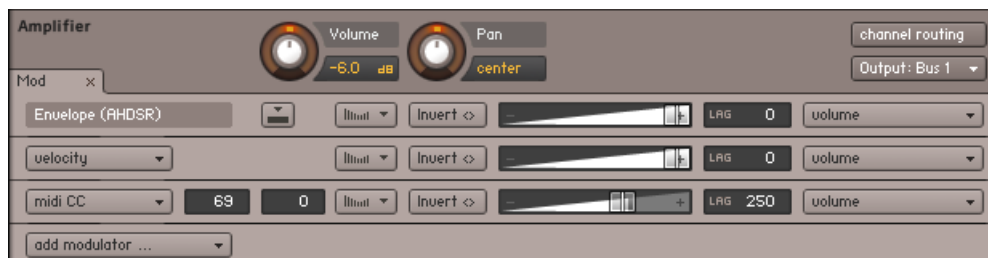 Amplifier
Volume
Pan
channel routing
-6.0 dB
center
Output: Bus 1
Mod x
Envelope (AHDSR) Invert <> - + LAG 0 volume
velocity Invert <> - + LAG 0 volume
midi CC 69 0 Invert <> - + LAG 250 volume
add modulator ...